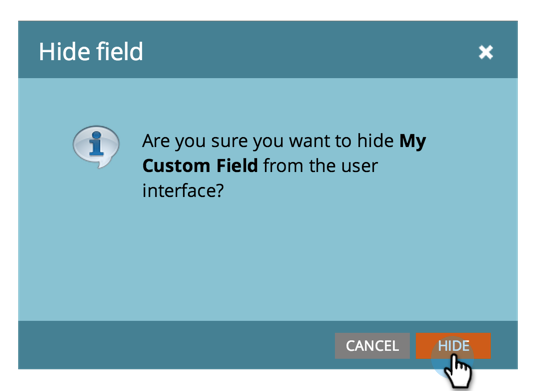 Hide field
Are you sure you want to hide My
Custom Field from the user
interface?
CANCEL
HIDE